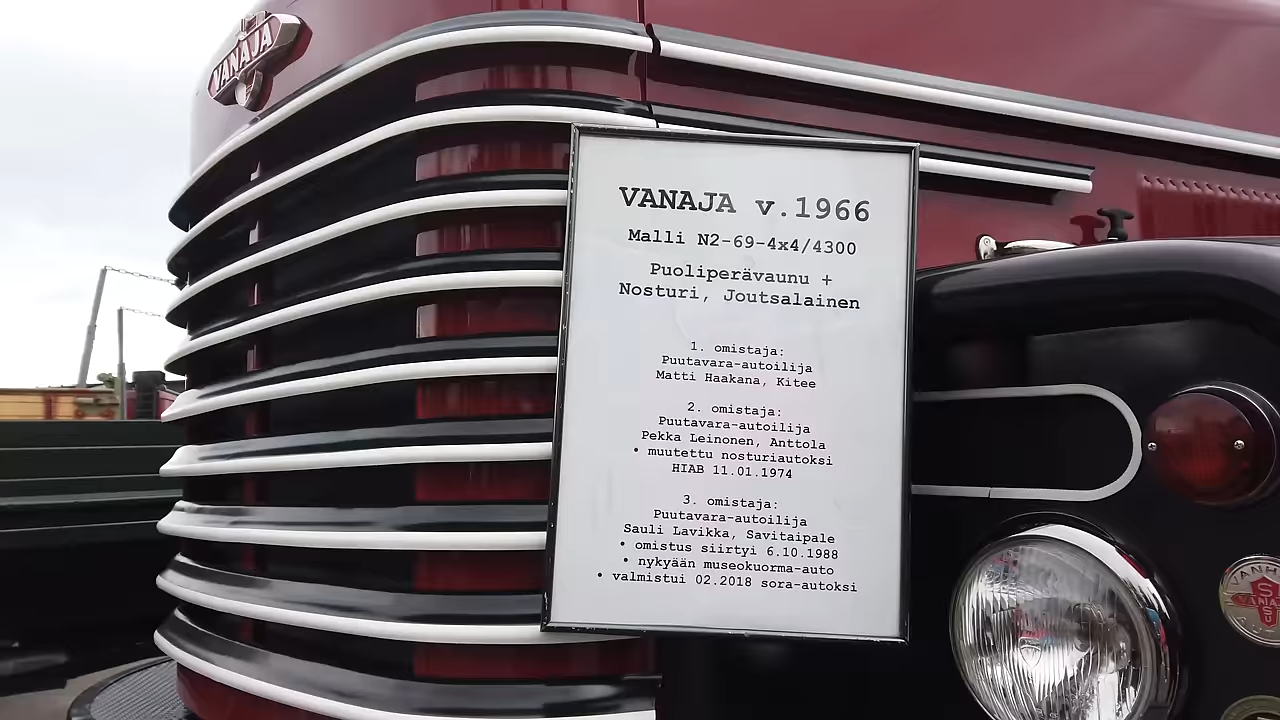 VANAJA
VANAJA v.1966
Malli N2-69-4x4/4300
Puoliperävaunu +
Nosturi, Joutsalainen
1. omistaja:
Puutavara-autoilija
Matti Haakana, Kitee
2. omistaja:
Puutavara-autoilija
Pekka Leinonen, Anttola
• muutettu nosturiautoksi
HIAB 11.01.1974
3. omistaja:
Puutavara-autoilija
Sauli Lavikka, Savitaipale
• omistus siirtyi 6.10.1988
• nykyään museokuorma-auto
• valmistui 02.2018 sora-autoksi